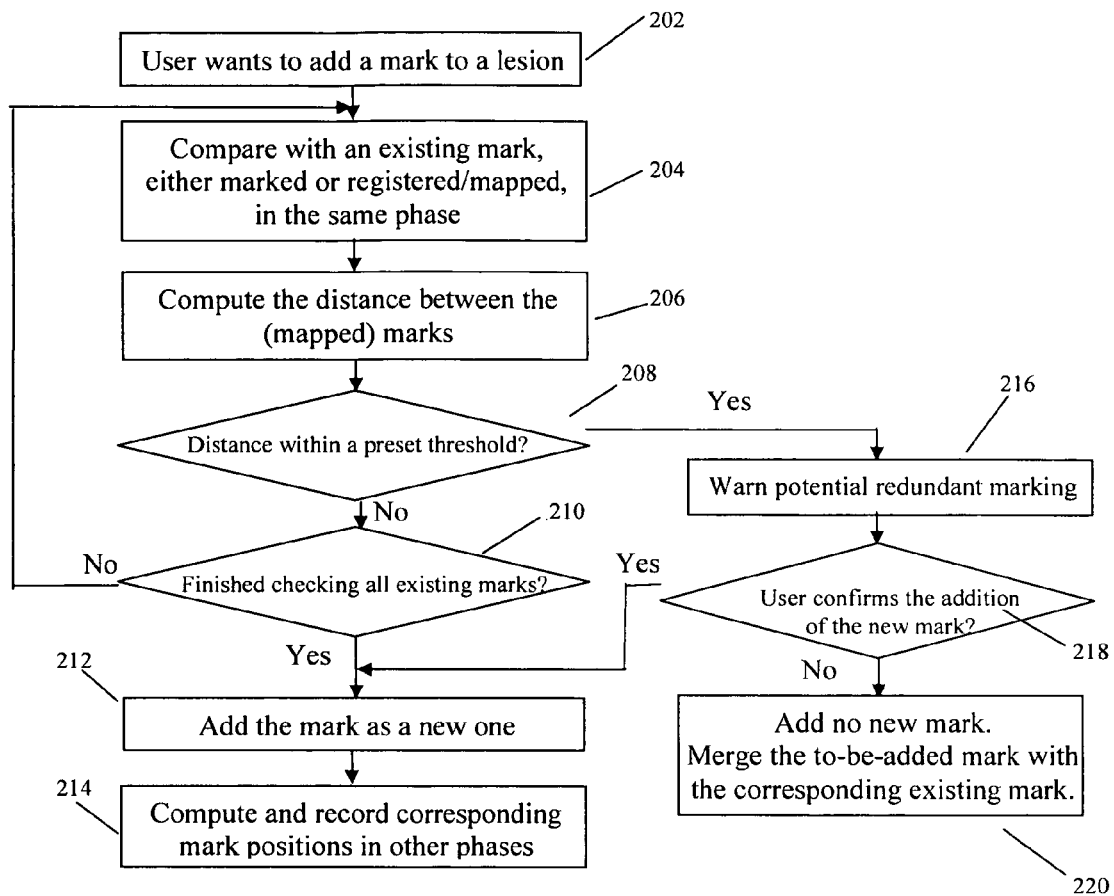 202
User wants to add a mark to a lesion
Compare with an existing mark,
either marked or registered/mapped,
in the same phase
204
Compute the distance between the
(mapped) marks
206
208
Distance within a preset threshold?
Yes
216
Warn potential redundant marking
No
210
No
Finished checking all existing marks?
Yes
User confirms the addition
of the new mark?
218
Yes
No
212
Add the mark as a new one
Add no new mark.
Merge the to-be-added mark with
the corresponding existing mark.
214
Compute and record corresponding
mark positions in other phases
220